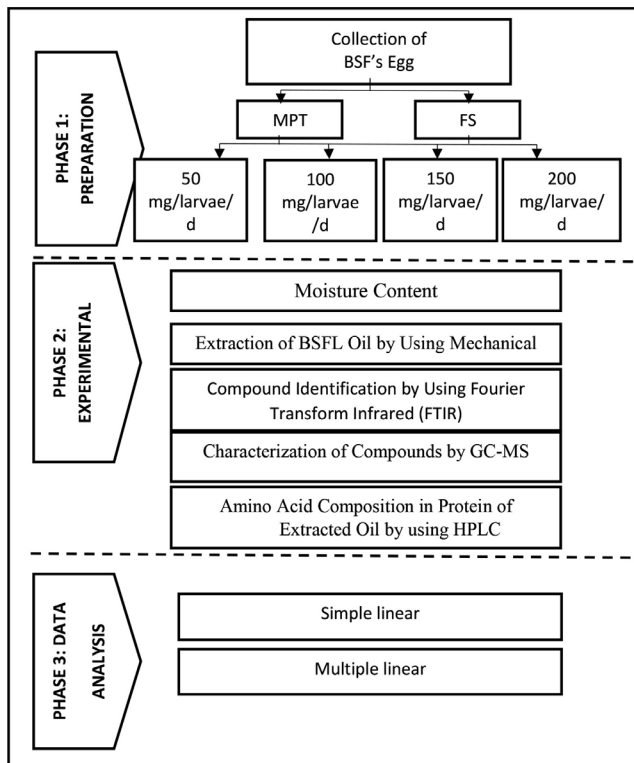 PHASE 1:
PREPARATION
Collection of
BSF's Egg
MPT
FS
50
mg/larvae/
d
100
mg/larvae
/d
150
mg/larvae/
d
200
mg/larvae/
d
PHASE 2:
EXPERIMENTAL
Moisture Content
Extraction of BSFL Oil by Using Mechanical
Compound Identification by Using Fourier
Transform Infrared (FTIR)
Characterization of Compounds by GC-MS
Amino Acid Composition in Protein of
Extracted Oil by using HPLC
PHASE 3: DATA
ANALYSIS
Simple linear
Multiple linear